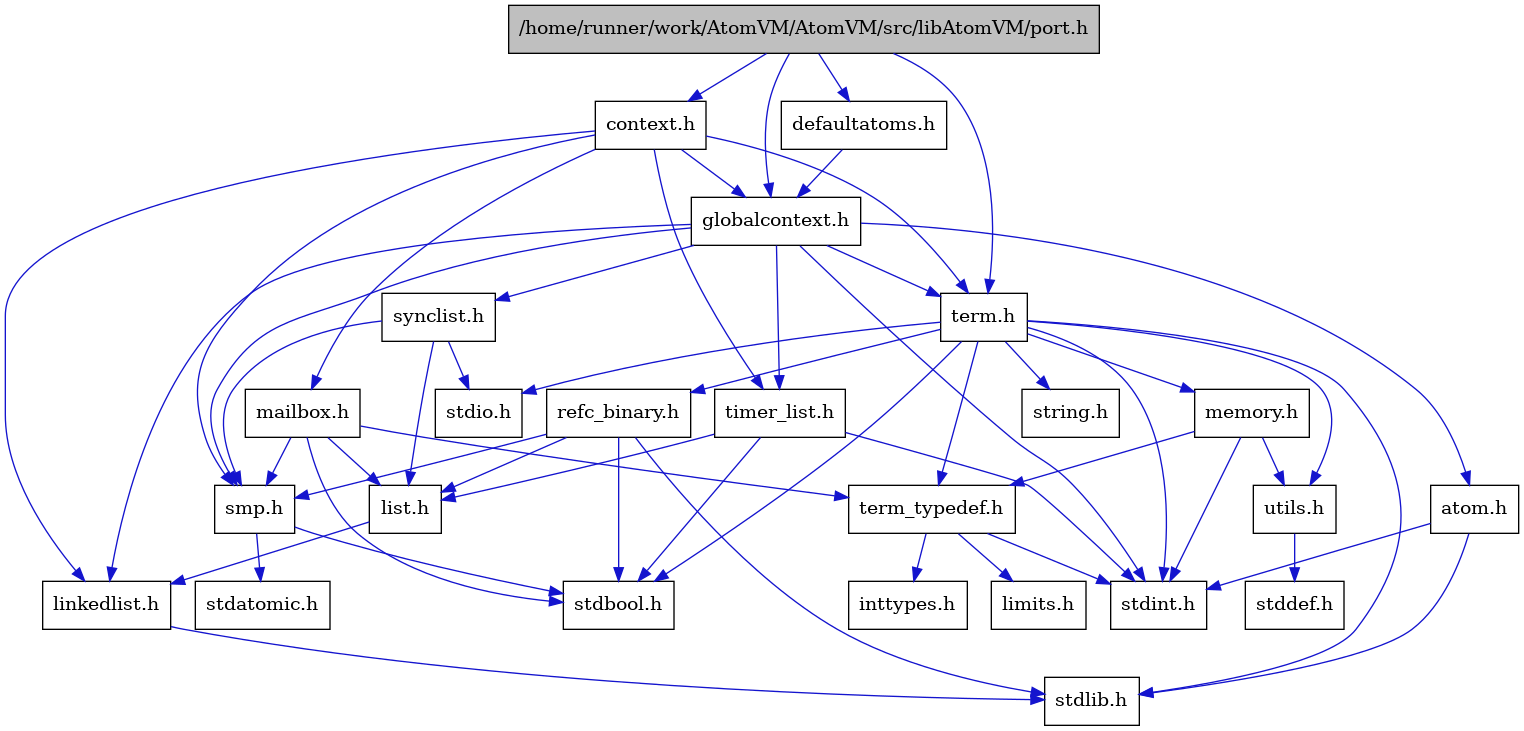 /home/runner/work/AtomVM/AtomVM/src/libAtomVM/port.h
context.h
defaultatoms.h
globalcontext.h
synclist.h
term.h
mailbox.h
stdio.h
refc_binary.h
timer_list.h
string.h
memory.h
smp.h
list.h
term_typedef.h
utils.h
atom.h
linkedlist.h
stdatomic.h
stdbool.h
inttypes.h
limits.h
stdint.h
stddef.h
stdlib.h